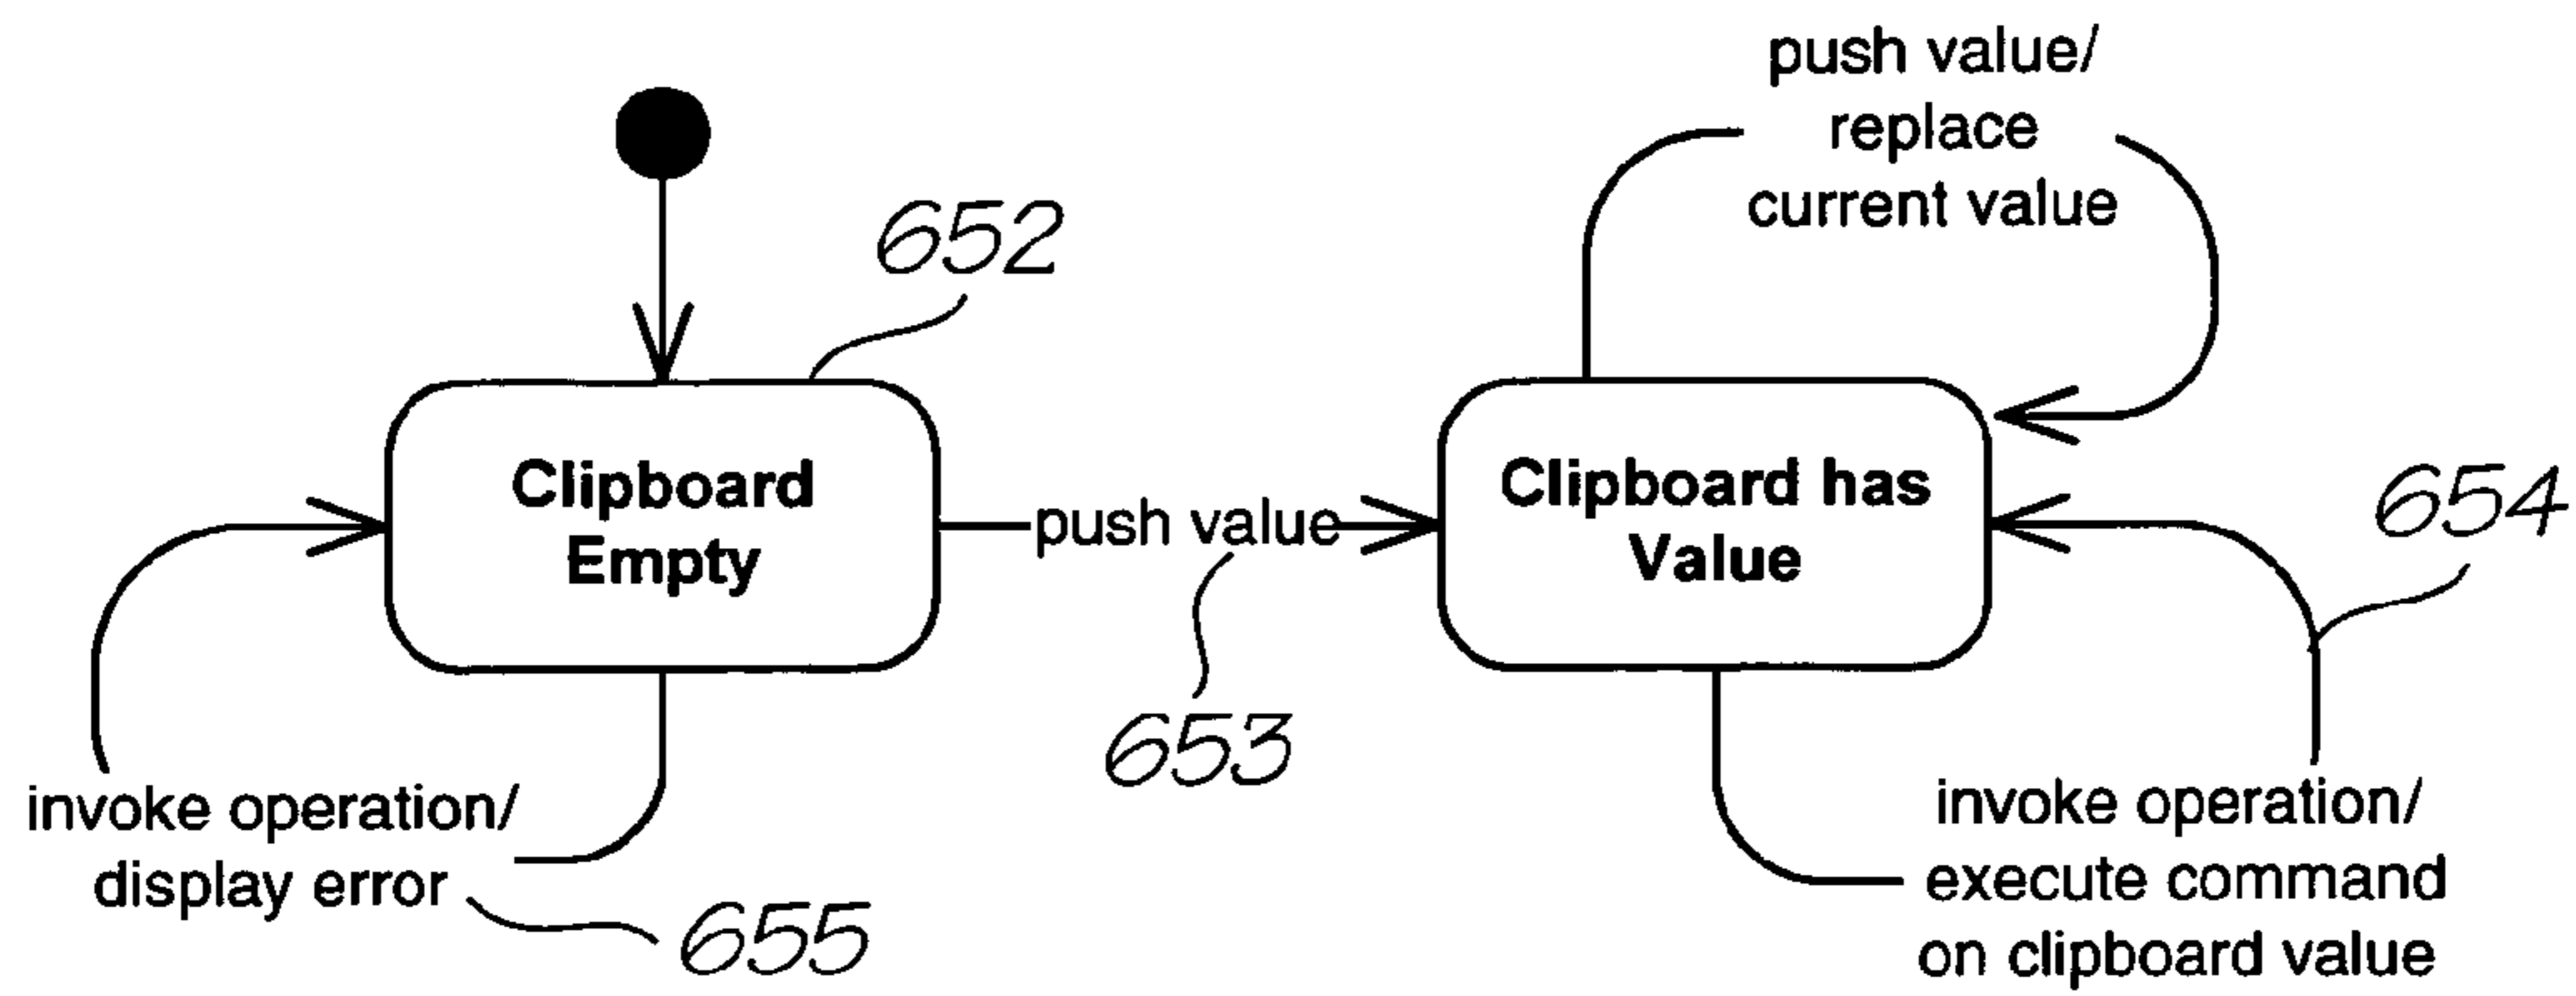 push value/
replace
current value
652
Clipboard
Empty
push value
Clipboard has
Value
654
653
invoke operation/
display error
655
invoke operation/
execute command
on clipboard value